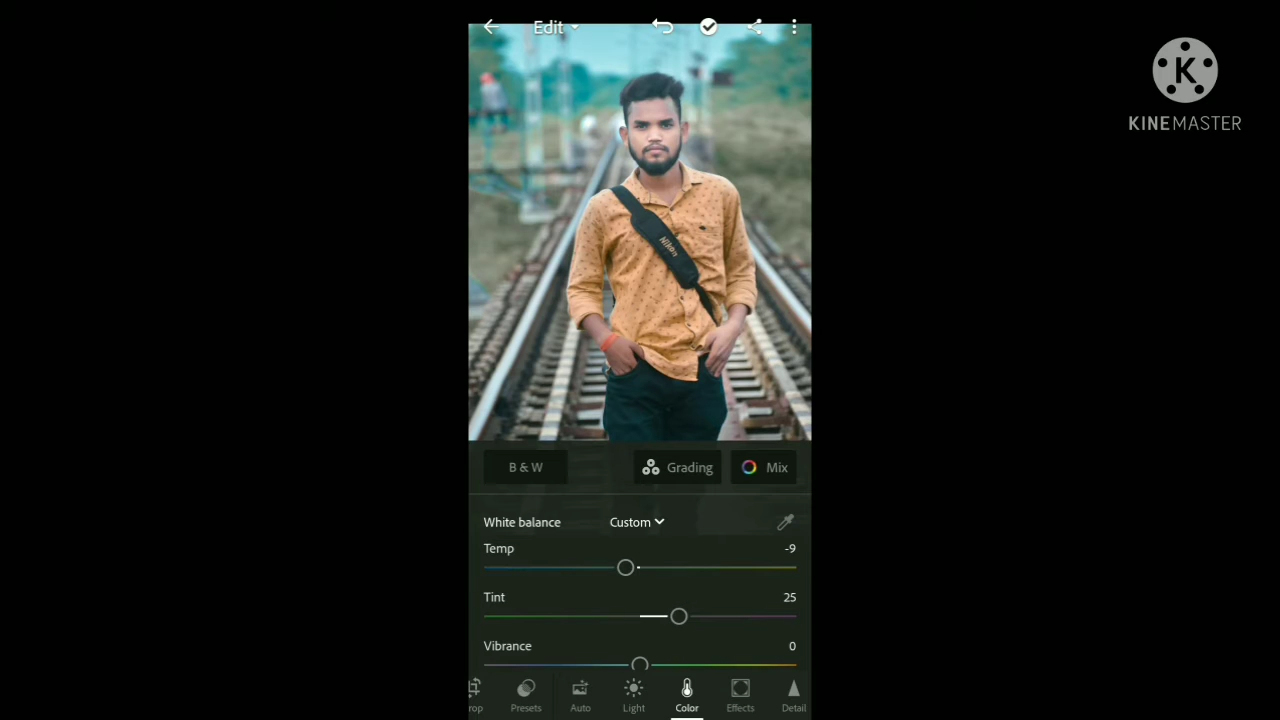 Edit
KINEMASTER
Nikon
B & W
Grading
Mix
White balance
Custom
Temp
-9
Tint
25
Vibrance
0
rop
Presets
Auto
Light
Color
Effects
Detail